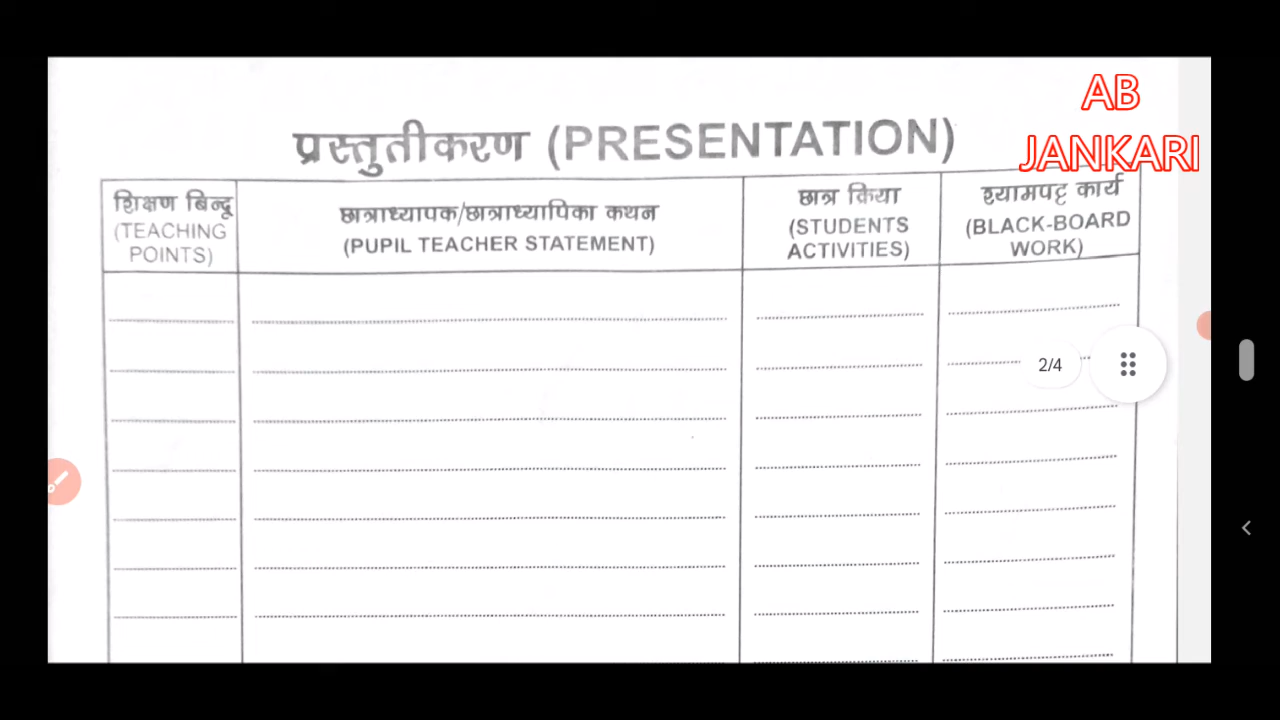 AB
JANKARI
प्रस्तुतीकरण (PRESENTATION)
शिक्षण बिन्दू
(TEACHING
POINTS)
छात्राध्यापक/छात्राध्यापिका कथन
(PUPIL TEACHER STATEMENT)
छात्र क्रिया
(STUDENTS
ACTIVITIES)
श्यामपट्ट कार्य
(BLACK-BOARD
WORK)
2/4